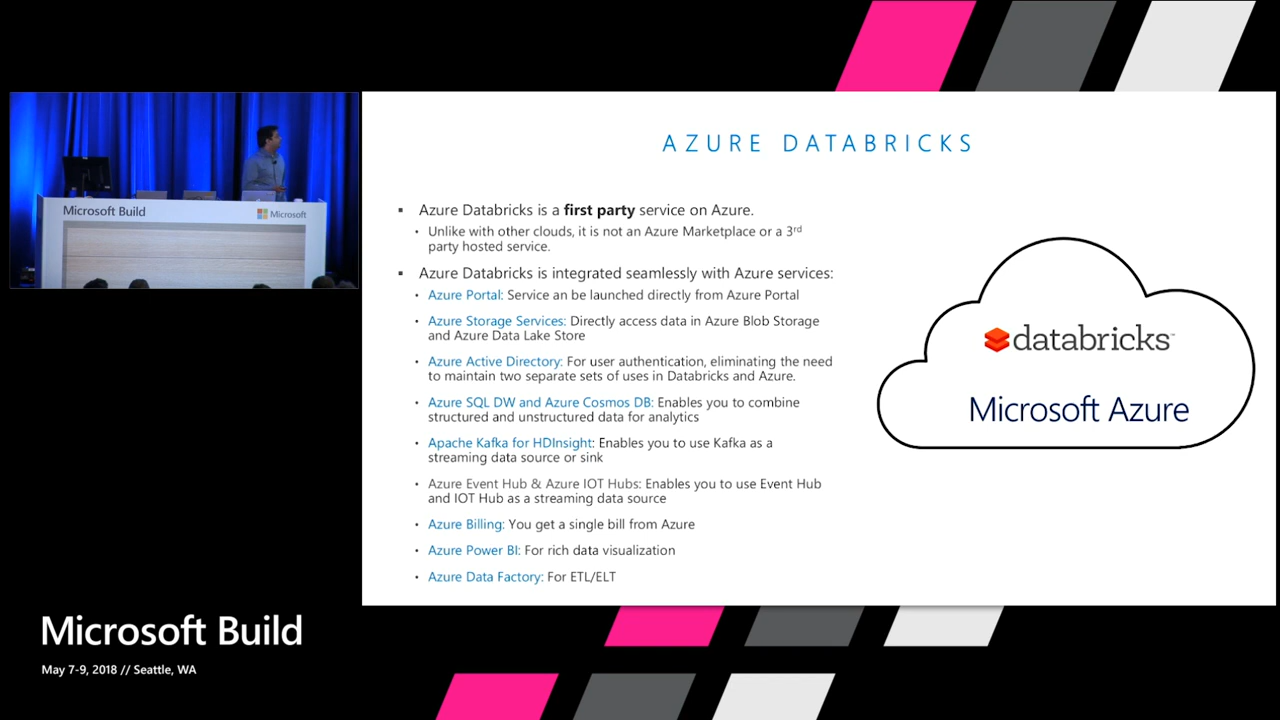 Microsoft Build
Microsoft
AZURE DATABRICKS
▪ Azure Databricks is a first party service on Azure.
• Unlike with other clouds, it is not an Azure Marketplace or a 3rd
party hosted service.
▪ Azure Databricks is integrated seamlessly with Azure services:
• Azure Portal: Service an be launched directly from Azure Portal
• Azure Storage Services: Directly access data in Azure Blob Storage
and Azure Data Lake Store
• Azure Active Directory: For user authentication, eliminating the need
to maintain two separate sets of uses in Databricks and Azure.
• Azure SQL DW and Azure Cosmos DB: Enables you to combine
structured and unstructured data for analytics
• Apache Kafka for HDInsight: Enables you to use Kafka as a
streaming data source or sink
• Azure Event Hub & Azure IOT Hubs: Enables you to use Event Hub
and IOT Hub as a streaming data source
• Azure Billing: You get a single bill from Azure
• Azure Power BI: For rich data visualization
• Azure Data Factory: For ETL/ELT
databricks™
Microsoft Azure
Microsoft Build
May 7-9, 2018 // Seattle, WA